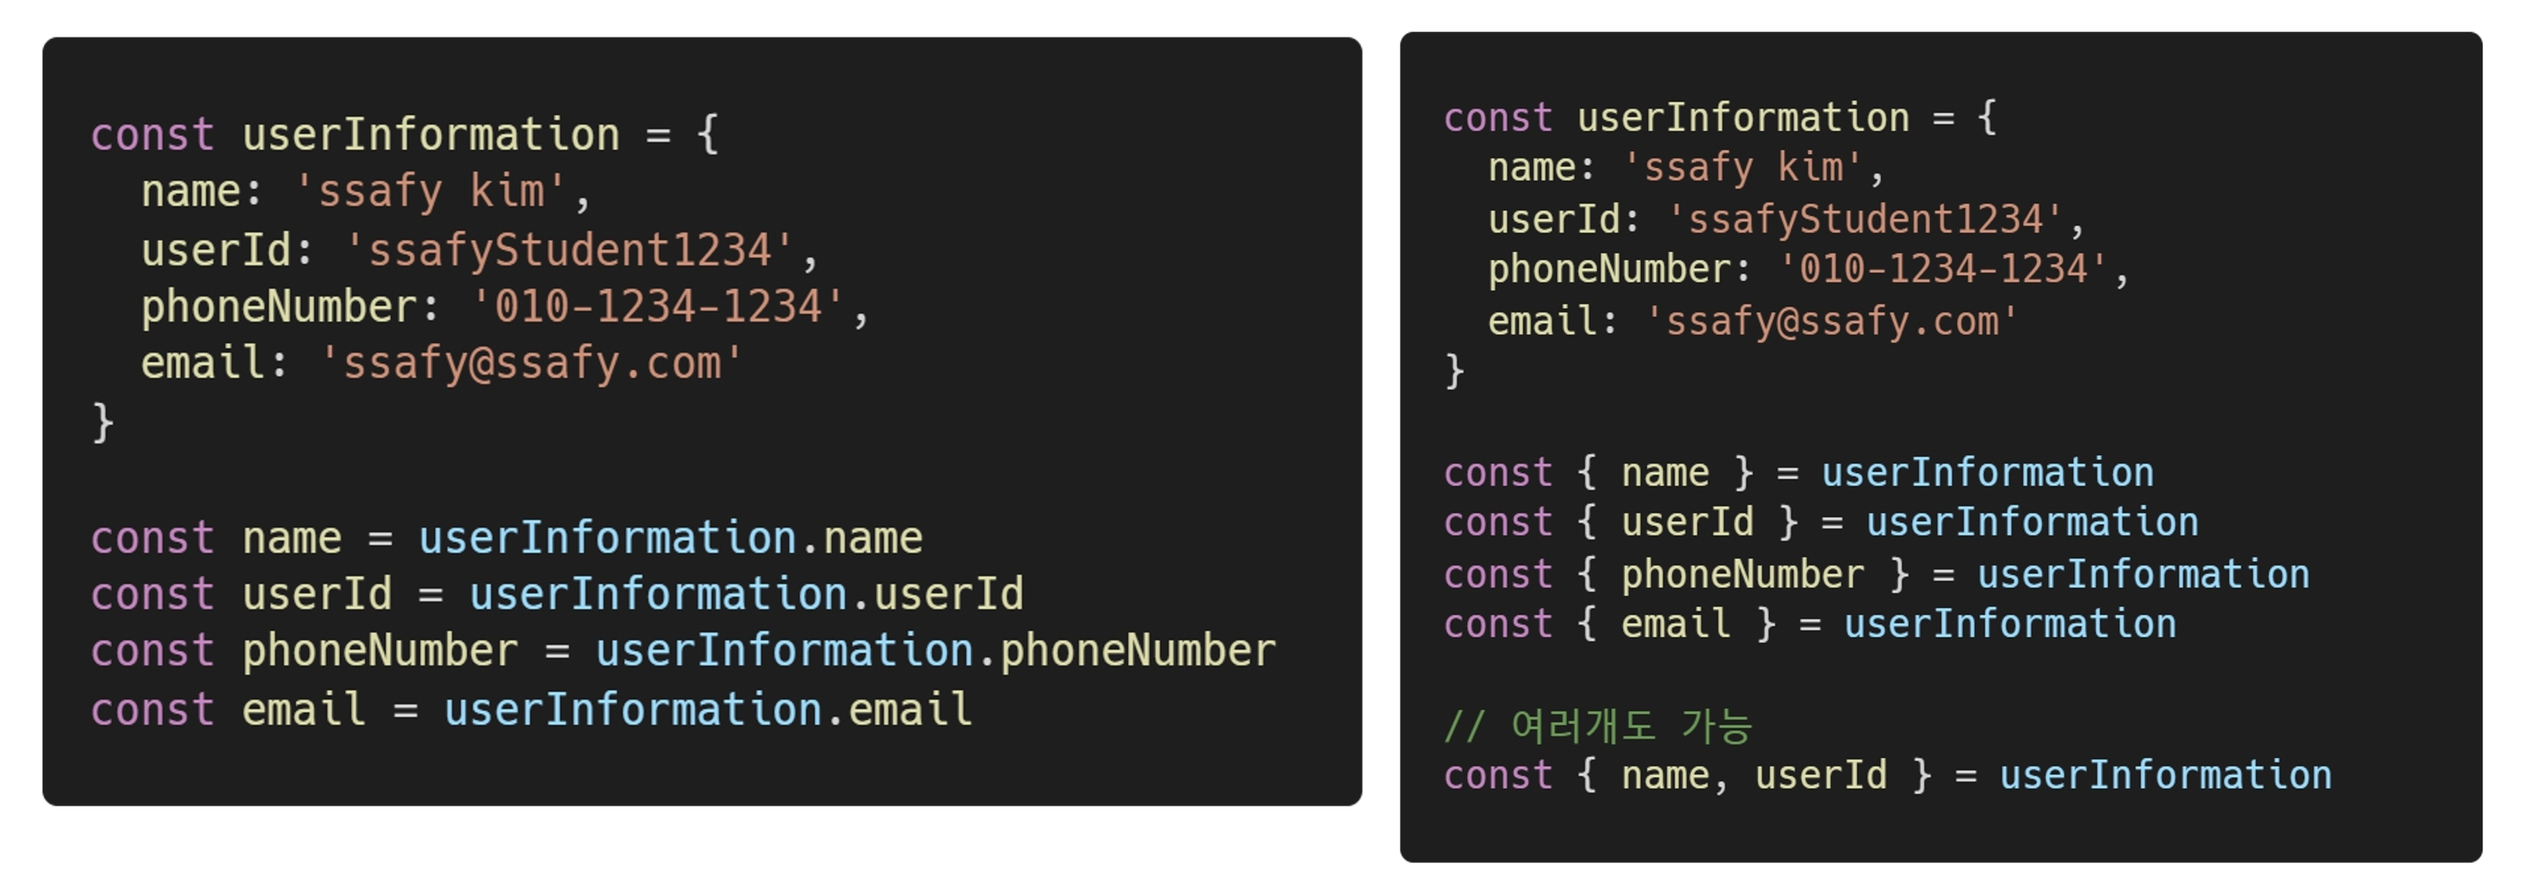 const userInformation = {
  name: 'ssafy kim',
  userId: 'ssafyStudent1234',
  phoneNumber: '010-1234-1234',
  email: 'ssafy@ssafy.com'
}
const name = userInformation.name
const userId = userInformation.userId
const phoneNumber = userInformation.phoneNumber
const email = userInformation.email
const userInformation = {
  name: 'ssafy kim',
  userId: 'ssafyStudent1234',
  phoneNumber: '010-1234-1234',
  email: 'ssafy@ssafy.com'
}
const { name } = userInformation
const { userId } = userInformation
const { phoneNumber } = userInformation
const { email } = userInformation
// 여러개도 가능
const { name, userId } = userInformation